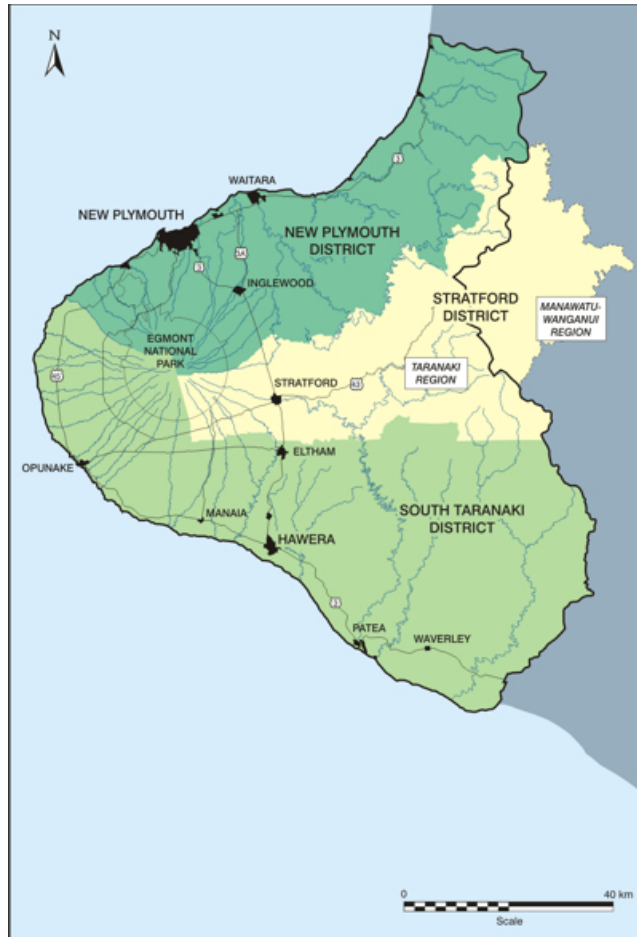 N
3
WAITARA
NEW PLYMOUTH
NEW PLYMOUTH
DISTRICT
3A
3
INGLEWOOD
STRATFORD
DISTRICT
MANAWATU-
WANGANUI
REGION
EGMONT
NATIONAL
PARK
TARANAKI
REGION
45
STRATFORD
ELTHAM
OPUNAKE
MANAIA
SOUTH TARANAKI
DISTRICT
HAWERA
3
PATEA
WAVERLEY
0
40 km
Scale